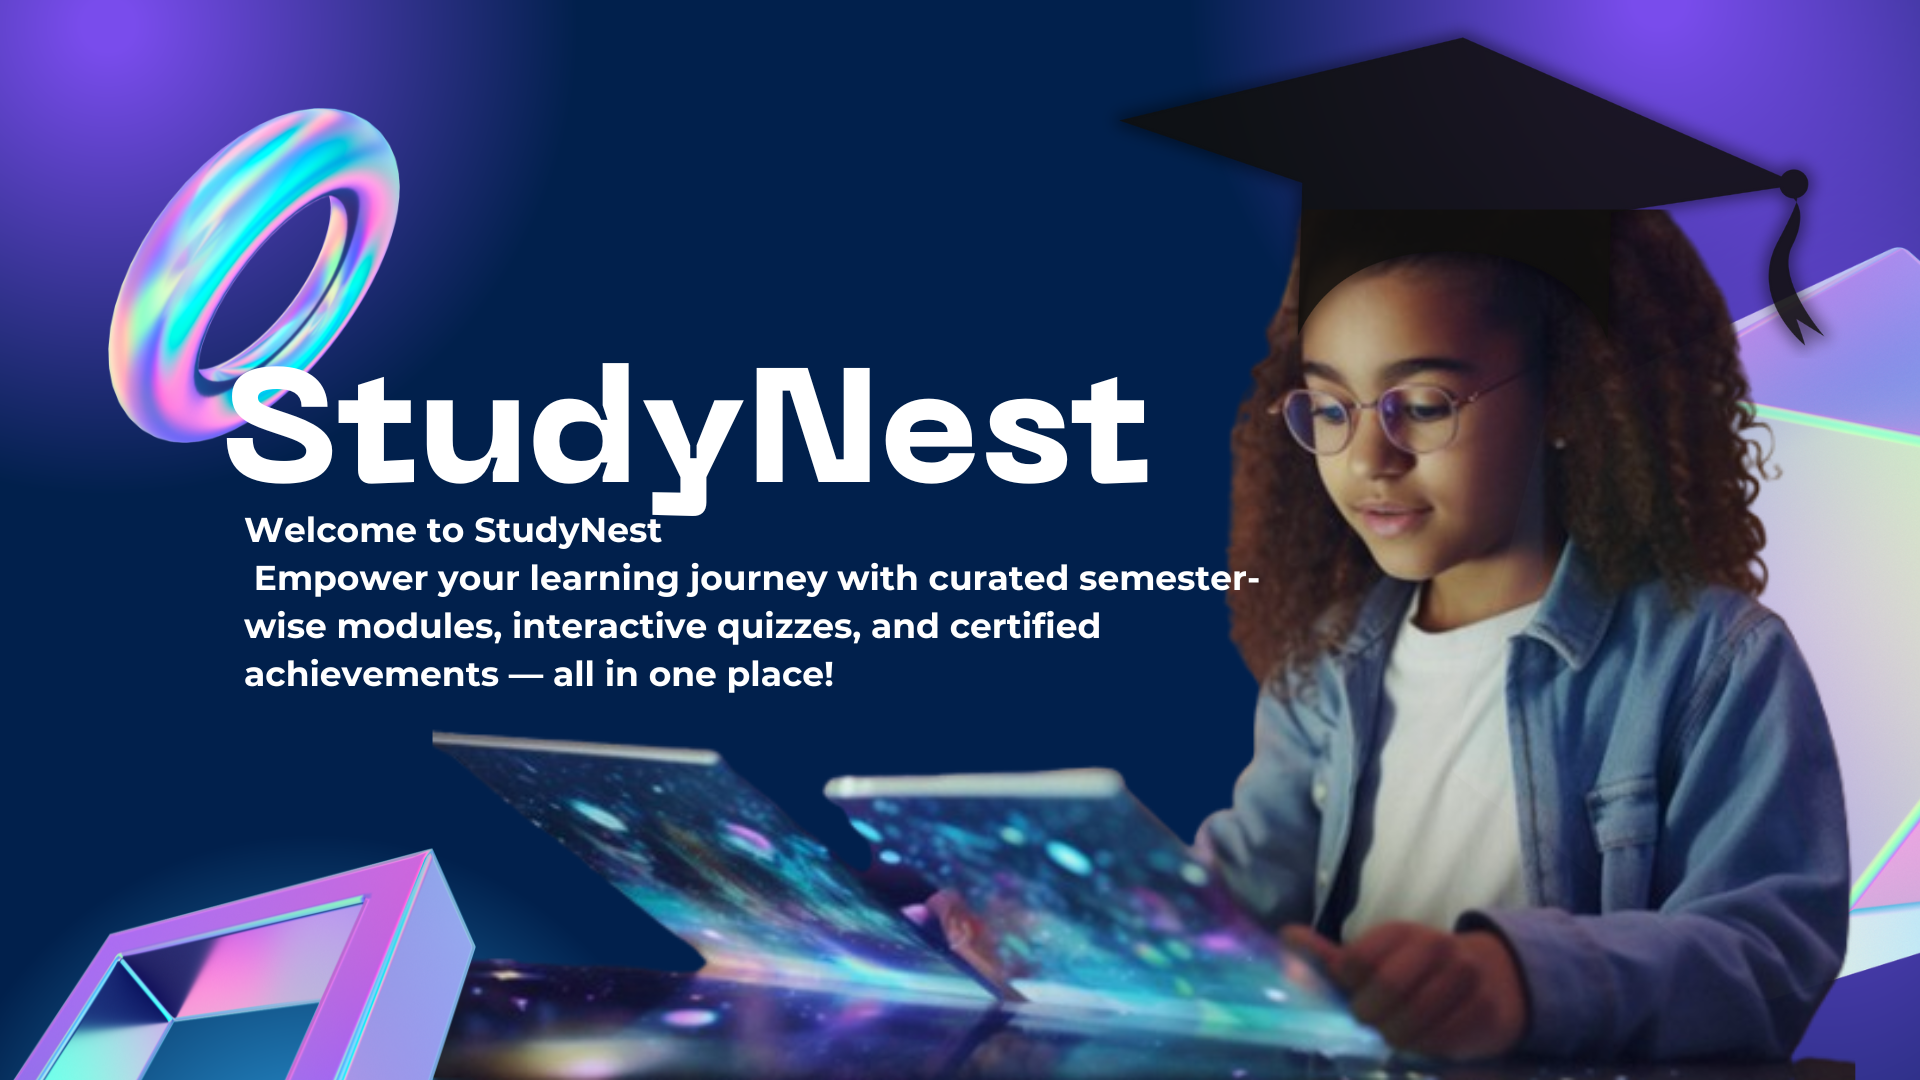 StudyNest
Welcome to StudyNest
Empower your learning journey with curated semester-
wise modules, interactive quizzes, and certified
achievements — all in one place!